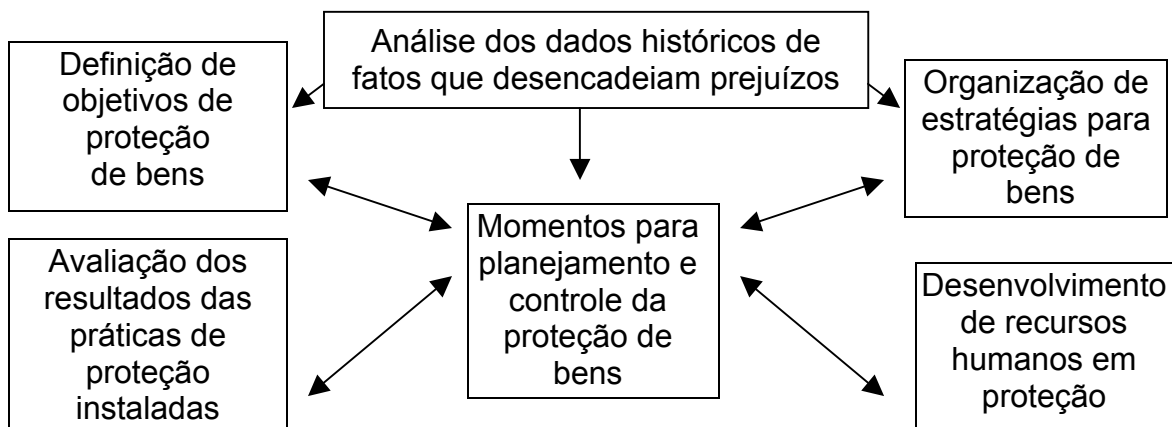 Análise dos dados históricos de
fatos que desencadeiam prejuízos
Definição de
objetivos de
proteção
de bens
Organização de
estratégias para
proteção de
bens
Momentos para
planejamento e
controle da
proteção de
bens
Avaliação dos
resultados das
práticas de
proteção
instaladas
Desenvolvimento
de recursos
humanos em
proteção